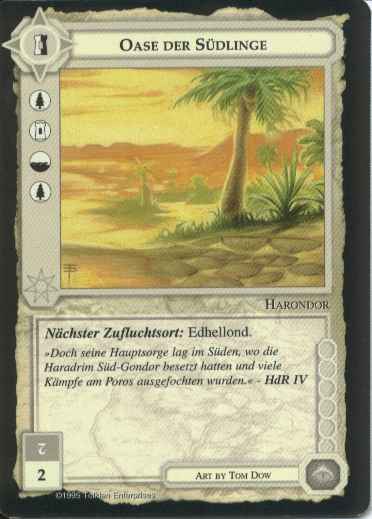 OASE DER SÜDLINGE
HARONDOR
Nächster Zufluchtsort: Edhellond.
»Doch seine Hauptsorge lag im Süden, wo die
Haradrim Süd-Gondor besetzt hatten und viele
Kämpfe am Poros ausgefochten wurden.« - HdR IV
2
2
ART BY TOM DOW
©1995 Tolkien Enterprises